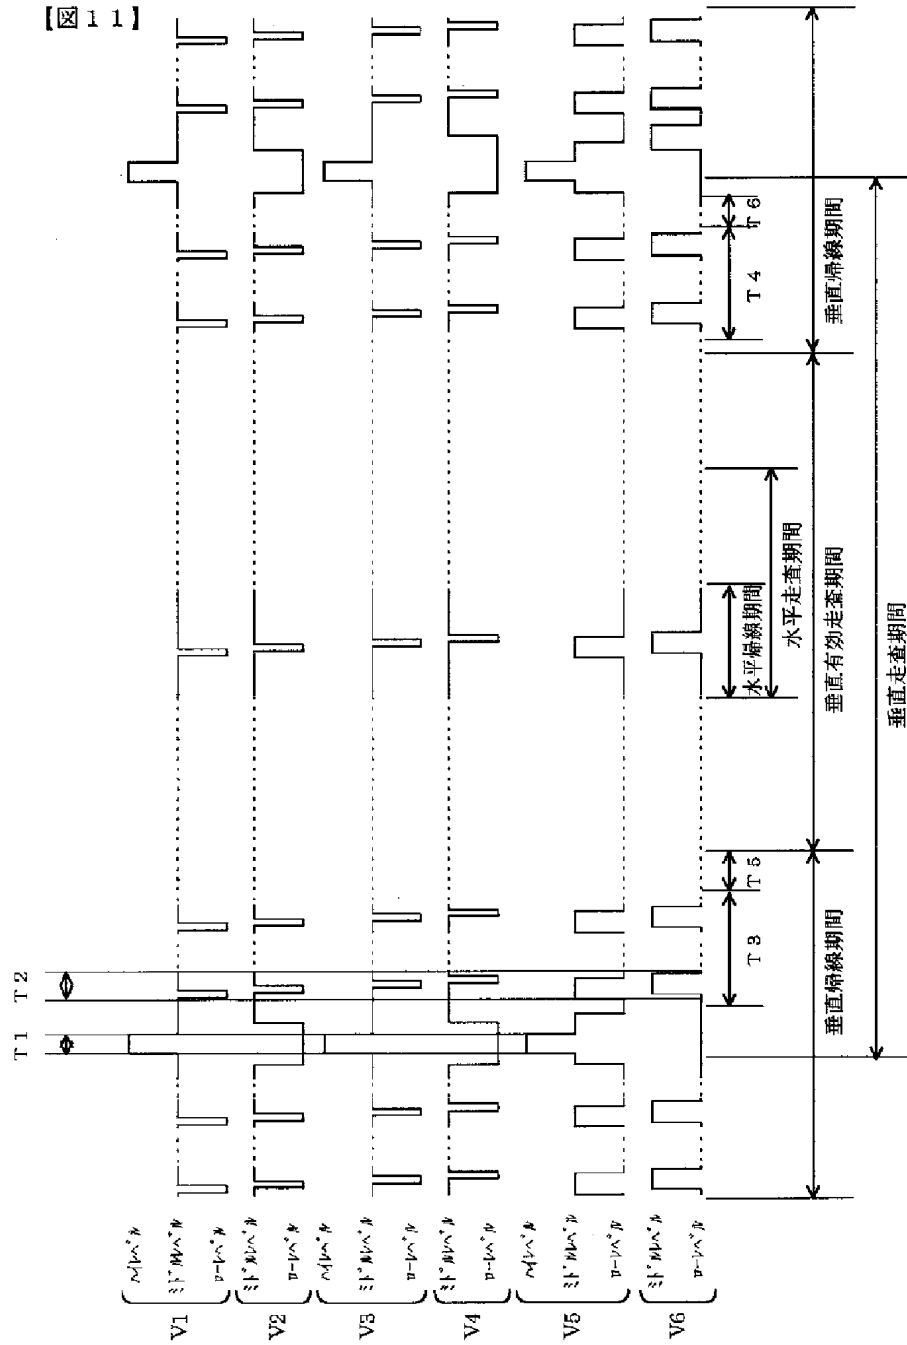 【図11】
T1
T2
ハイレベル
ミドルレベル
ローレベル
V1
ミドルレベル
ローレベル
V2
ハイレベル
ミドルレベル
ローレベル
V3
ミドルレベル
ローレベル
V4
ハイレベル
ミドルレベル
ローレベル
V5
ミドルレベル
ローレベル
V6
T3
T5
T4
T6
水平帰線期間
水平走査期間
垂直帰線期間
垂直有効走査期間
垂直帰線期間
垂直走査期間